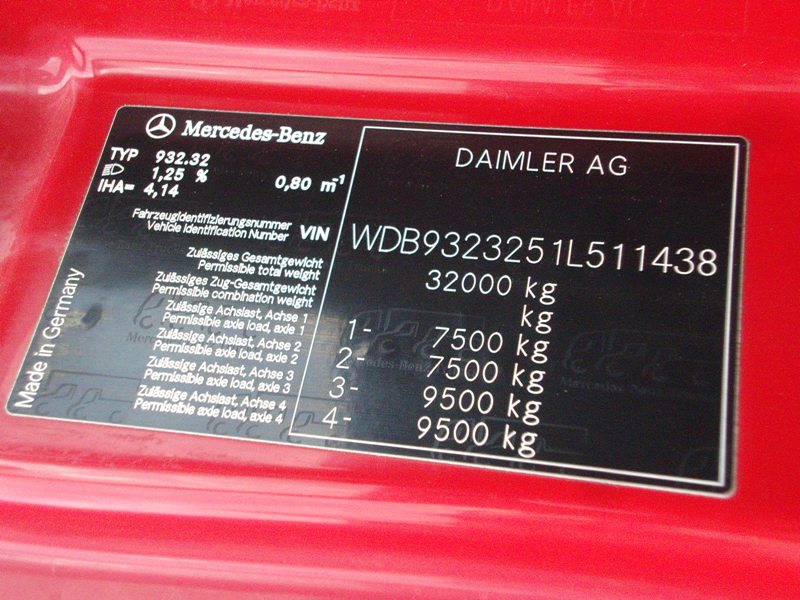 Mercedes-Benz
TYP 932.32
1,25 %
0,80 m⁻¹
IHA= 4,14
Fahrzeugidentifizierungsnummer
Vehicle Identification Number VIN
Zulässiges Gesamtgewicht
Permissible total weight
Zulässiges Zug-Gesamtgewicht
Permissible combination weight
Zulässige Achslast, Achse 1
Permissible axle load, axle 1
Zulässige Achslast, Achse 2
Permissible axle load, axle 2
Zulässige Achslast, Achse 3
Permissible axle load, axle 3
Zulässige Achslast, Achse 4
Permissible axle load, axle 4
Made in Germany
DAIMLER AG
WDB9323251L511438
32000 kg
kg
1- 7500 kg
2- 7500 kg
3- 9500 kg
4- 9500 kg